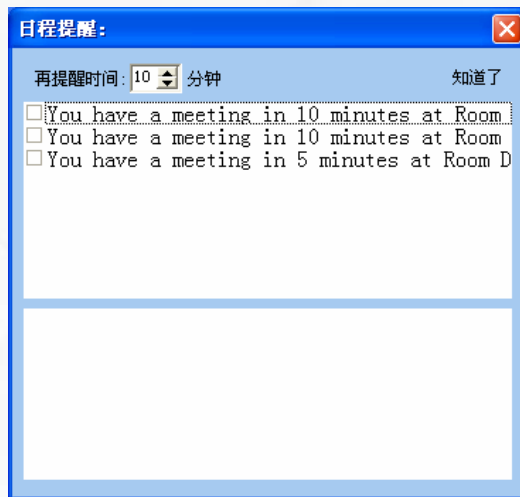 日程提醒：
再提醒时间: 10 分钟 知道了
You have a meeting in 10 minutes at Room
You have a meeting in 10 minutes at Room
You have a meeting in 5 minutes at Room D